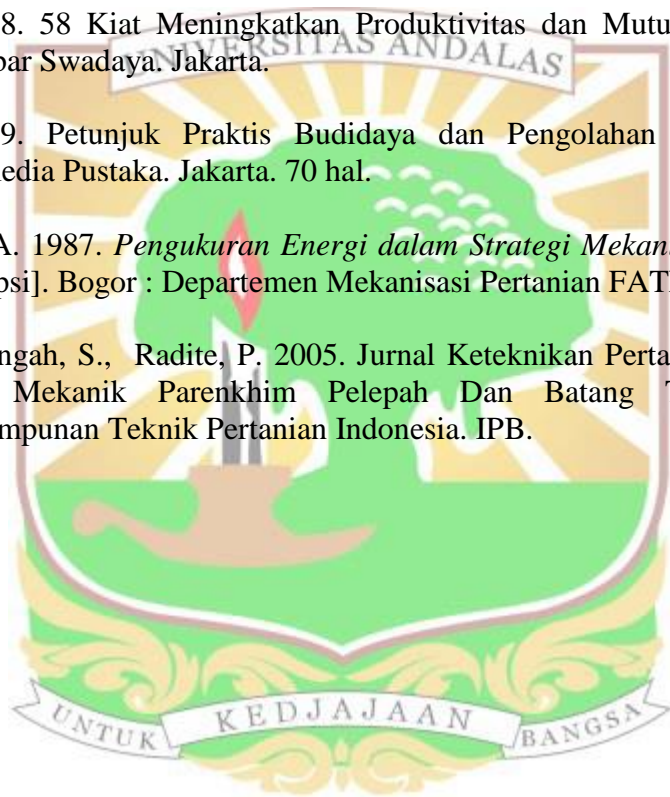 8. 58 Kiat Meningkatkan Produktivitas dan Mutu
UNIVERSITAS ANDALAS
bar Swadaya. Jakarta.
9. Petunjuk Praktis Budidaya dan Pengolahan
edia Pustaka. Jakarta. 70 hal.
A. 1987. Pengukuran Energi dalam Strategi Mekan
psi]. Bogor : Departemen Mekanisasi Pertanian FAT
ngah, S., Radite, P. 2005. Jurnal Keteknikan Perta
Mekanik Parenkhim Pelepah Dan Batang T
mpunan Teknik Pertanian Indonesia. IPB.
UNTUK KEDJAJAAN BANGSA